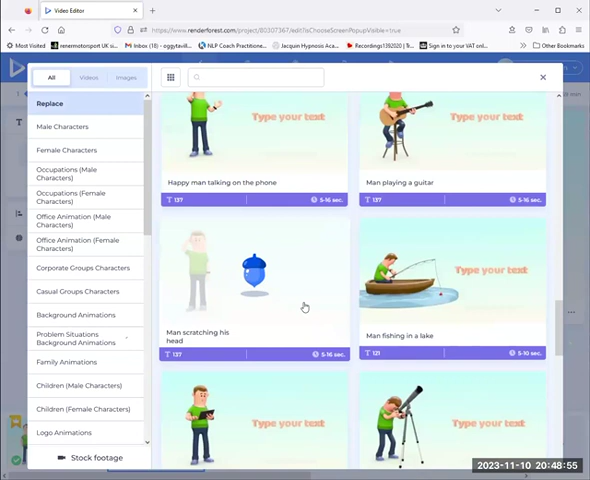 Video Editor
https://www.renderforest.com/project/80307367/edit?isChooseScreenPopupVisible=true
Most Visited
renermotorsport UK si...
Inbox (18) - oggytavill...
NLP Coach Practitione...
Jacquin Hypnosis Aca...
Recordings1392020 | T...
Sign in to your VAT onl...
Other Bookmarks
All
Videos
Images
Replace
Male Characters
Female Characters
Occupations (Male
Characters)
Occupations (Female
Characters)
Office Animation (Male
Characters)
Office Animation (Female
Characters)
Corporate Groups Characters
Casual Groups Characters
Background Animations
Problem Situations
Background Animations
Family Animations
Children (Male Characters)
Children (Female Characters)
Logo Animations
Stock footage
Type your text
Type your text
Happy man talking on the phone
Man playing a guitar
137
5-16 sec.
137
5-16 sec.
Type your text
Man scratching his
head
Man fishing in a lake
137
5-16 sec.
121
5-10 sec.
Type your text
Type your text
2023-11-10 20:48:55